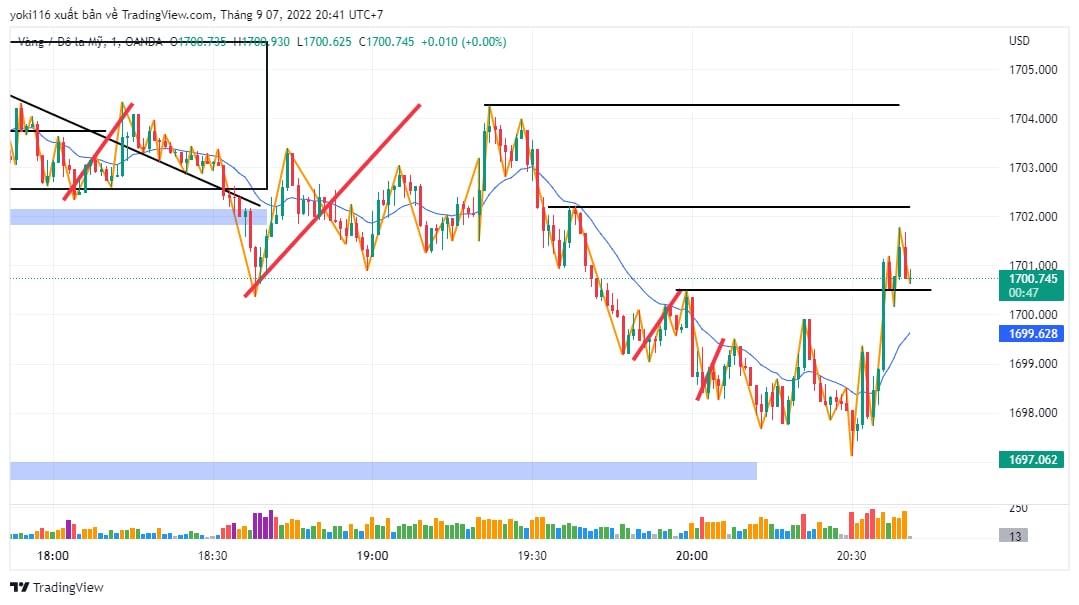 yoki116 xuất bản về TradingView.com, Tháng 9 07, 2022 20:41 UTC+7
Vàng / Đô la Mỹ, 1, OANDA O1700.735 H1700.930 L1700.625 C1700.745 +0.010 (+0.00%)
USD
1705.000
1704.000
1703.000
1702.000
1701.000
1700.745
00:47
1700.000
1699.628
1699.000
1698.000
1697.062
250
13
18:00 18:30 19:00 19:30 20:00 20:30
TradingView